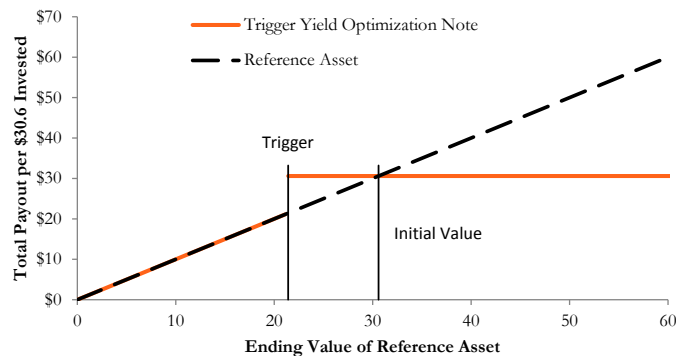 Total Payout per $30.6 Invested
$70
$60
$50
$40
$30
$20
$10
$0
Trigger Yield Optimization Note
Reference Asset
Trigger
Initial Value
0
10
20
30
40
50
60
Ending Value of Reference Asset